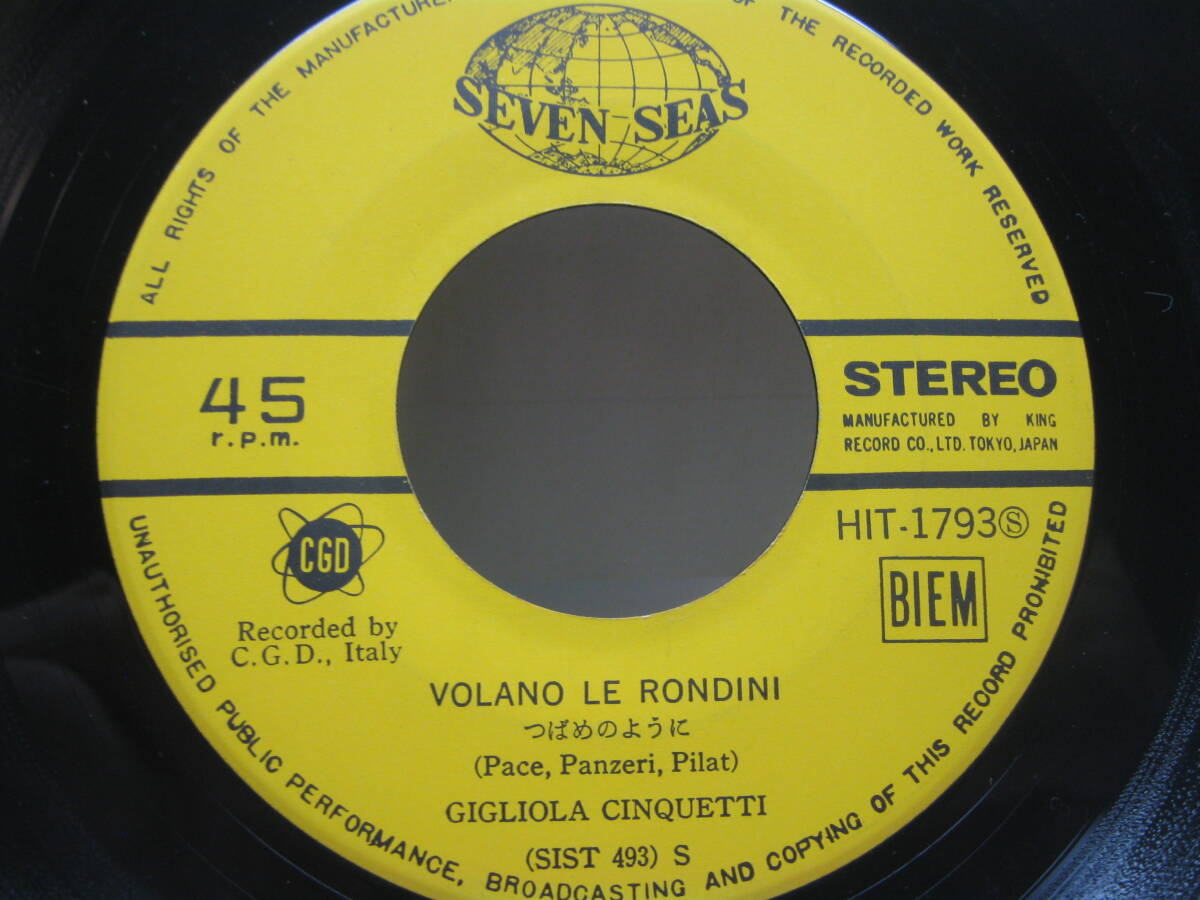 ALL RIGHTS OF THE MANUFACTURER OF THE RECORDED WORK RESERVED
SEVEN SEAS
45
r.p.m.
STEREO
MANUFACTURED BY KING
RECORD CO., LTD. TOKYO, JAPAN
HIT-1793Ⓢ
BIEM
CGD
Recorded by
C.G.D., Italy
VOLANO LE RONDINI
つばめのように
(Pace, Panzeri, Pilat)
GIGLIOLA CINQUETTI
(SIST 493) S
UNAUTHORISED PUBLIC PERFORMANCE, BROADCASTING AND COPYING OF THIS RECORD PROHIBITED